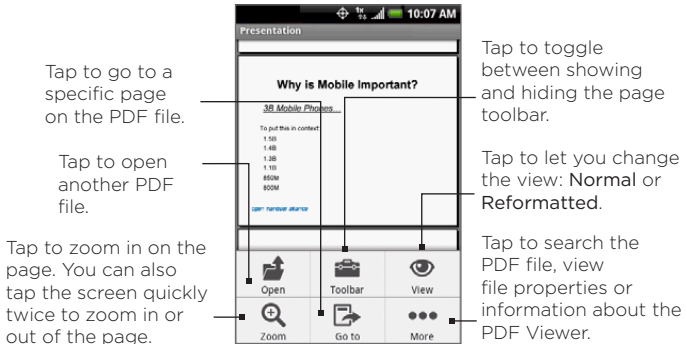 Tap to go to a
specific page
on the PDF file.
Tap to open
another PDF
file.
Tap to zoom in on the
page. You can also
tap the screen quickly
twice to zoom in or
out of the page.
1x
10:07 AM
Presentation
Why is Mobile Important?
3B Mobile Phones...
To put this in context:
1.5B
1.4B
1.3B
1.1B
850M
800M
open handset alliance
Open
Toolbar
View
Zoom
Go to
More
Tap to toggle
between showing
and hiding the page
toolbar.
Tap to let you change
the view: Normal or
Reformatted.
Tap to search the
PDF file, view
file properties or
information about the
PDF Viewer.